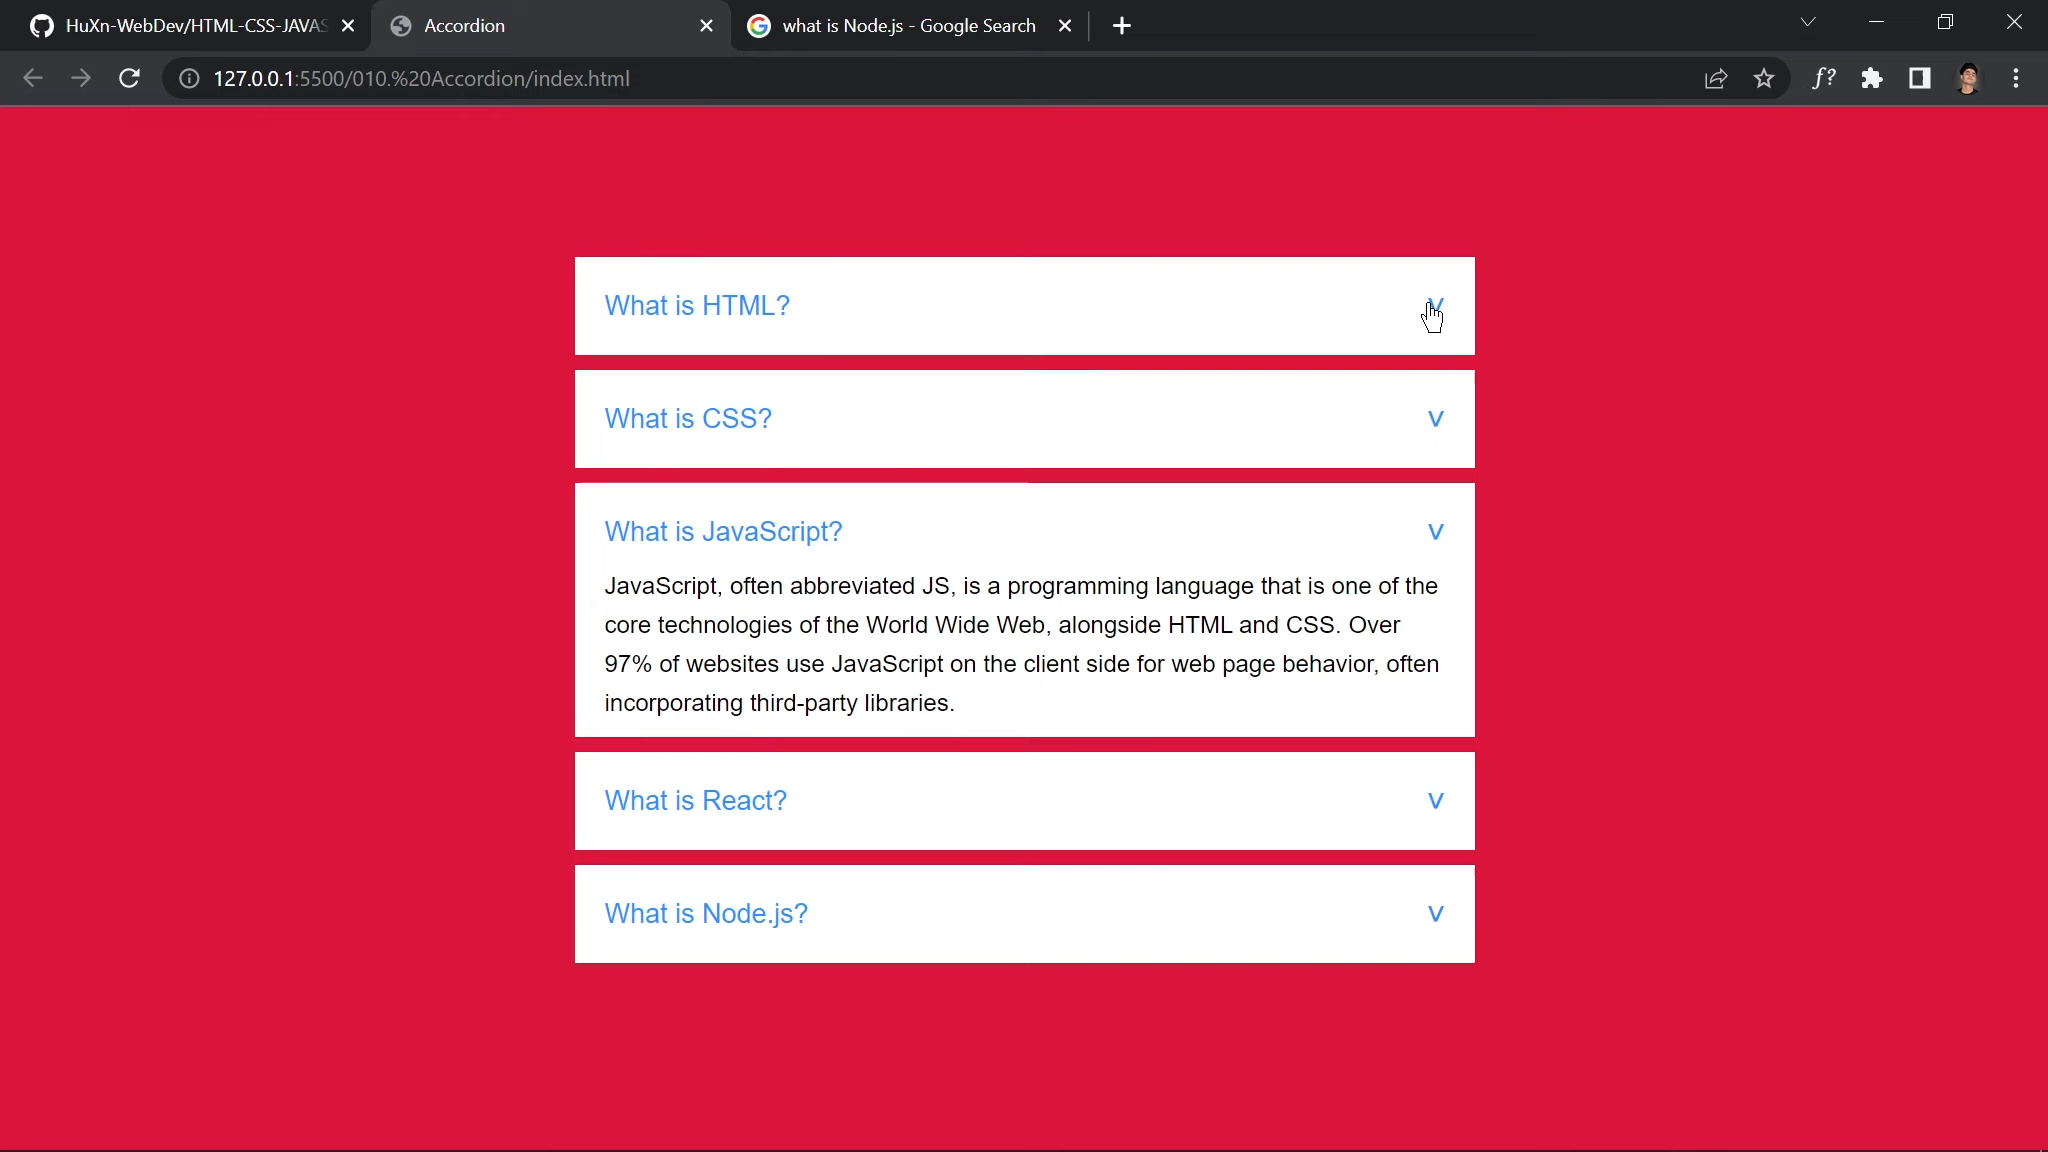 HuXn-WebDev/HTML-CSS-JAVAS
Accordion
what is Node.js - Google Search
127.0.0.1:5500/010.%20Accordion/index.html
f?
What is HTML?
V
What is CSS?
V
What is JavaScript?
V
JavaScript, often abbreviated JS, is a programming language that is one of the
core technologies of the World Wide Web, alongside HTML and CSS. Over
97% of websites use JavaScript on the client side for web page behavior, often
incorporating third-party libraries.
What is React?
V
What is Node.js?
V